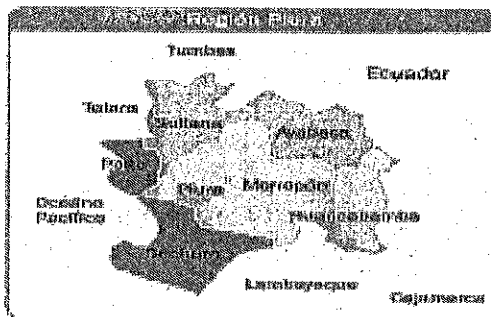 Región Piura
Tumbes
Ecuador
Talara
Sullana
Ayabaca
Paita
Piura
Morropón
Océano
Pacífico
Huancabamba
Sechura
Lambayeque
Cajamarca